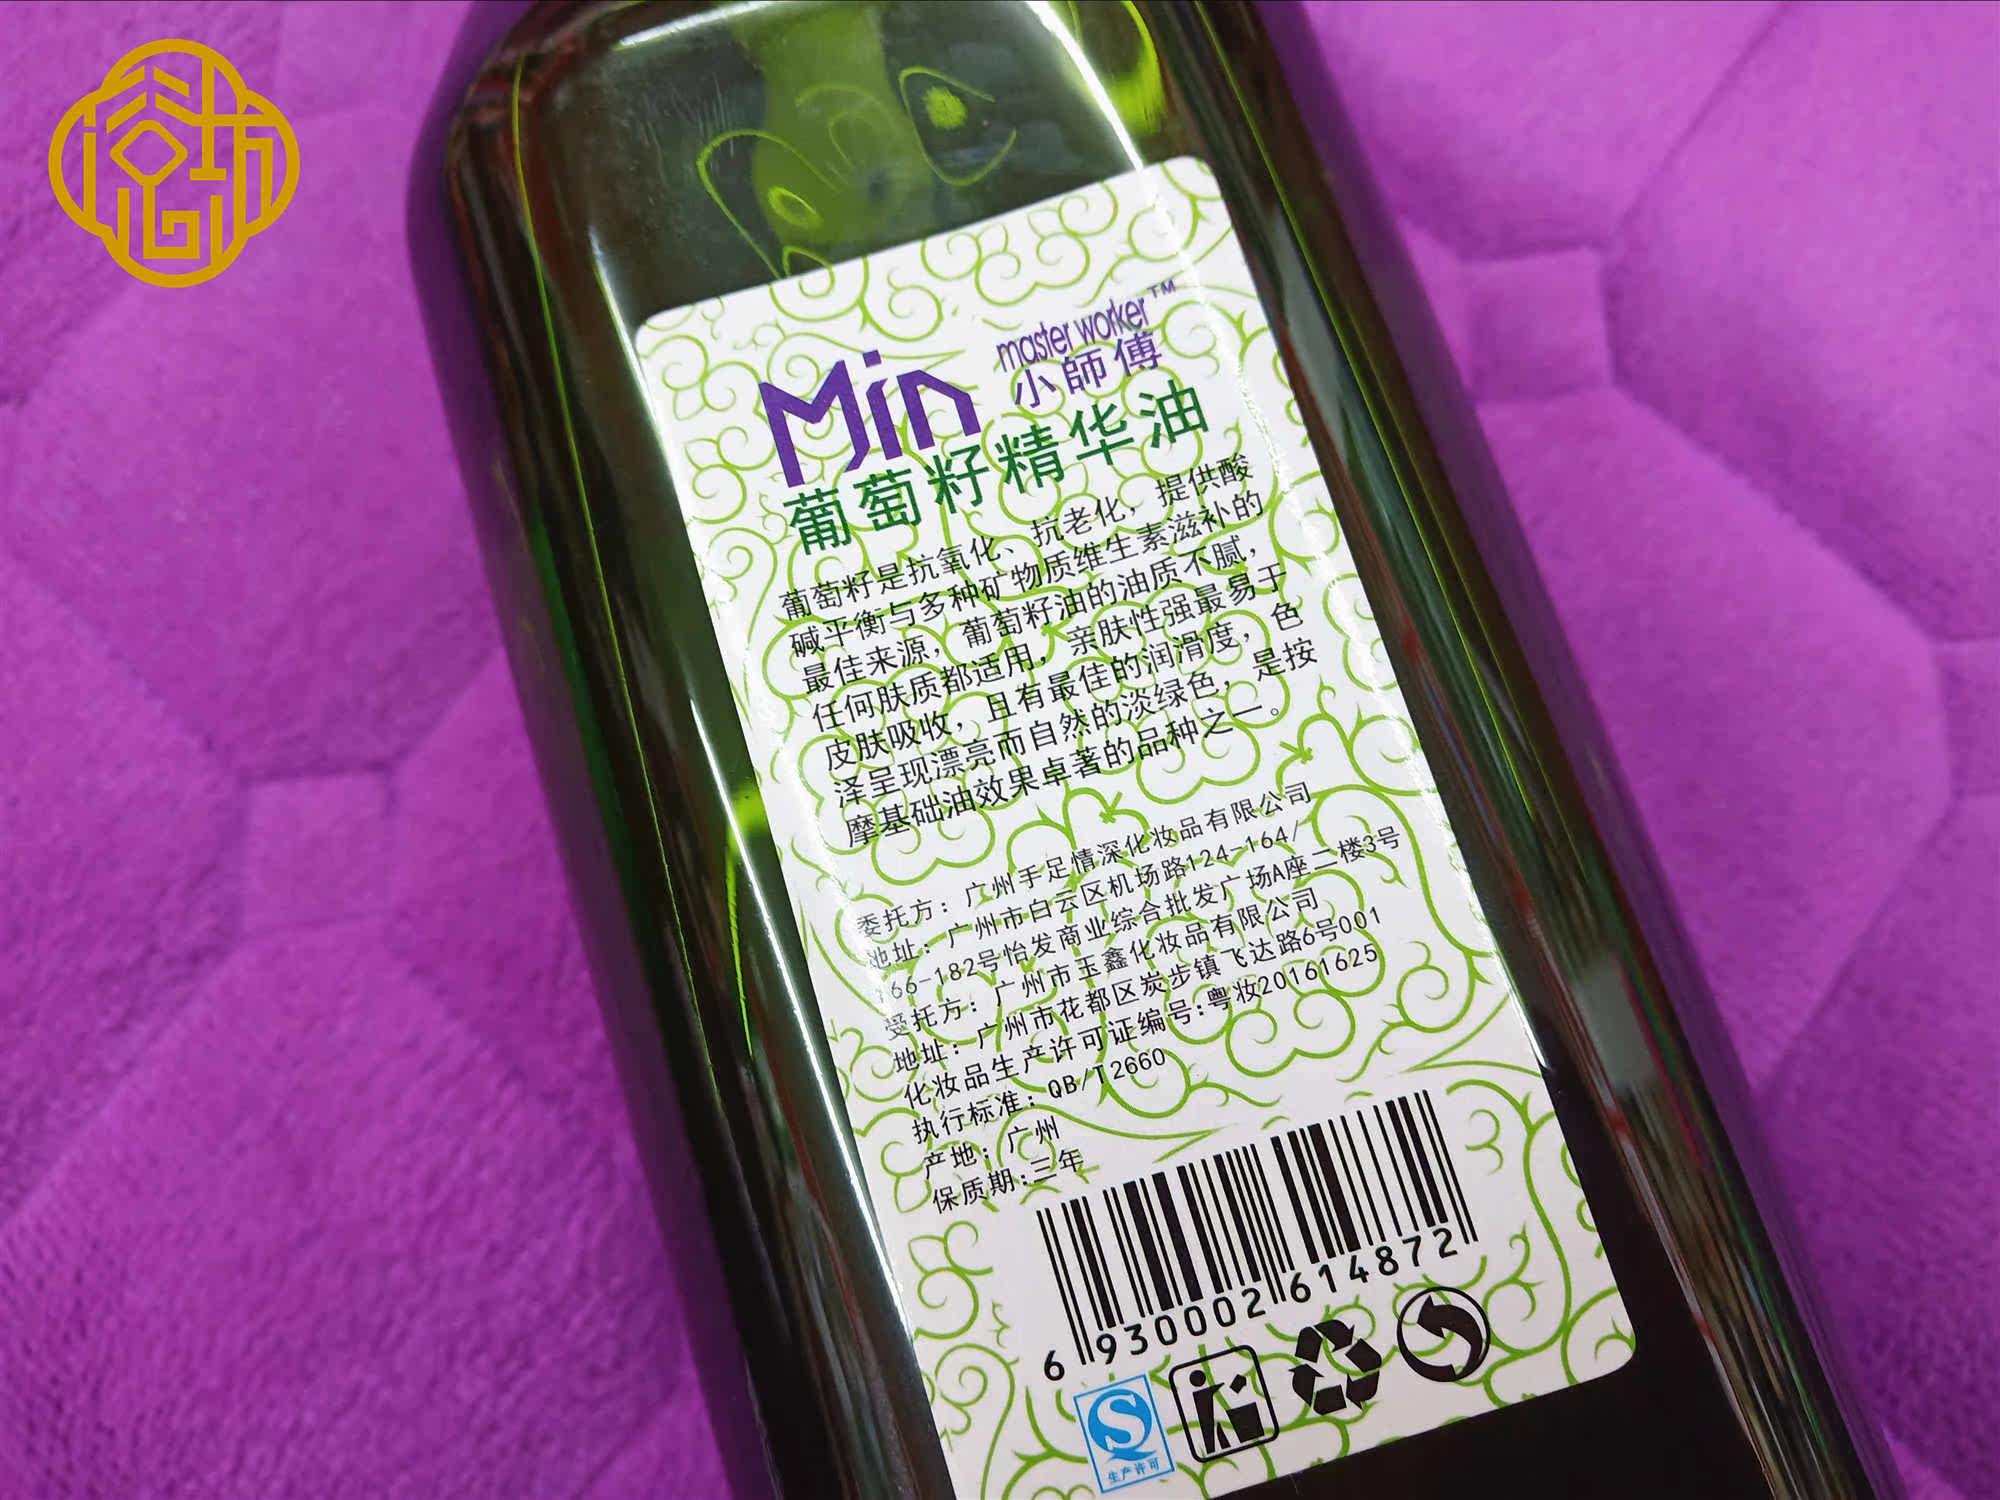 Min
master worker™
小師傅
葡萄籽精华油
葡萄籽是抗氧化、抗老化，提供酸
碱平衡与多种矿物质维生素滋补的
最佳来源，葡萄籽油的油质不腻，
任何肤质都适用，亲肤性强最易于
皮肤吸收，且有最佳的润滑度，色
泽呈现漂亮而自然的淡绿色，是按
摩基础油效果卓著的品种之一。
委托方：广州手足情深化妆品有限公司
地址：广州市白云区机场路124-164/
166-182号怡发商业综合批发广场A座二楼3号
受托方：广州市玉鑫化妆品有限公司
地址：广州市花都区炭步镇飞达路6号001
化妆品生产许可证编号:粤妆20161625
执行标准：QB/T2660
产地：广州
保质期:三年
6 930002 614872
生产许可